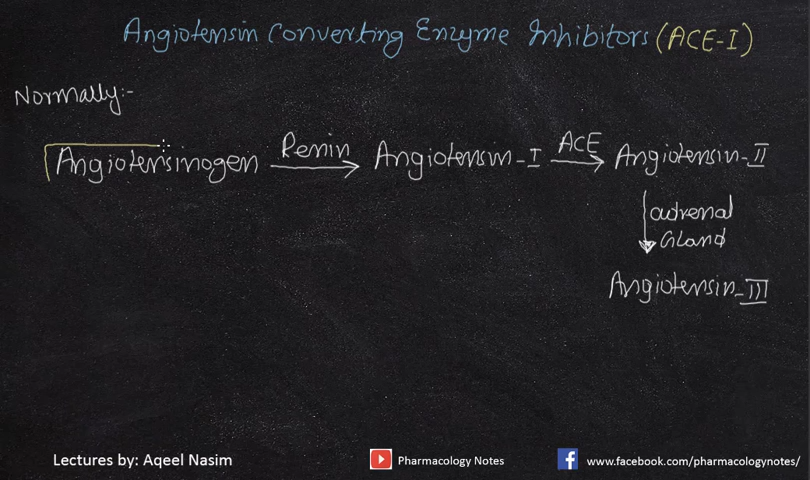 Angiotensin Converting Enzyme Inhibitors (ACE-I)
Normally:-
Angiotensinogen Renin Angiotensin-I ACE Angiotensin-II
adrenal
Gland
Angiotensin-III
Lectures by: Aqeel Nasim
Pharmacology Notes
www.facebook.com/pharmacologynotes/